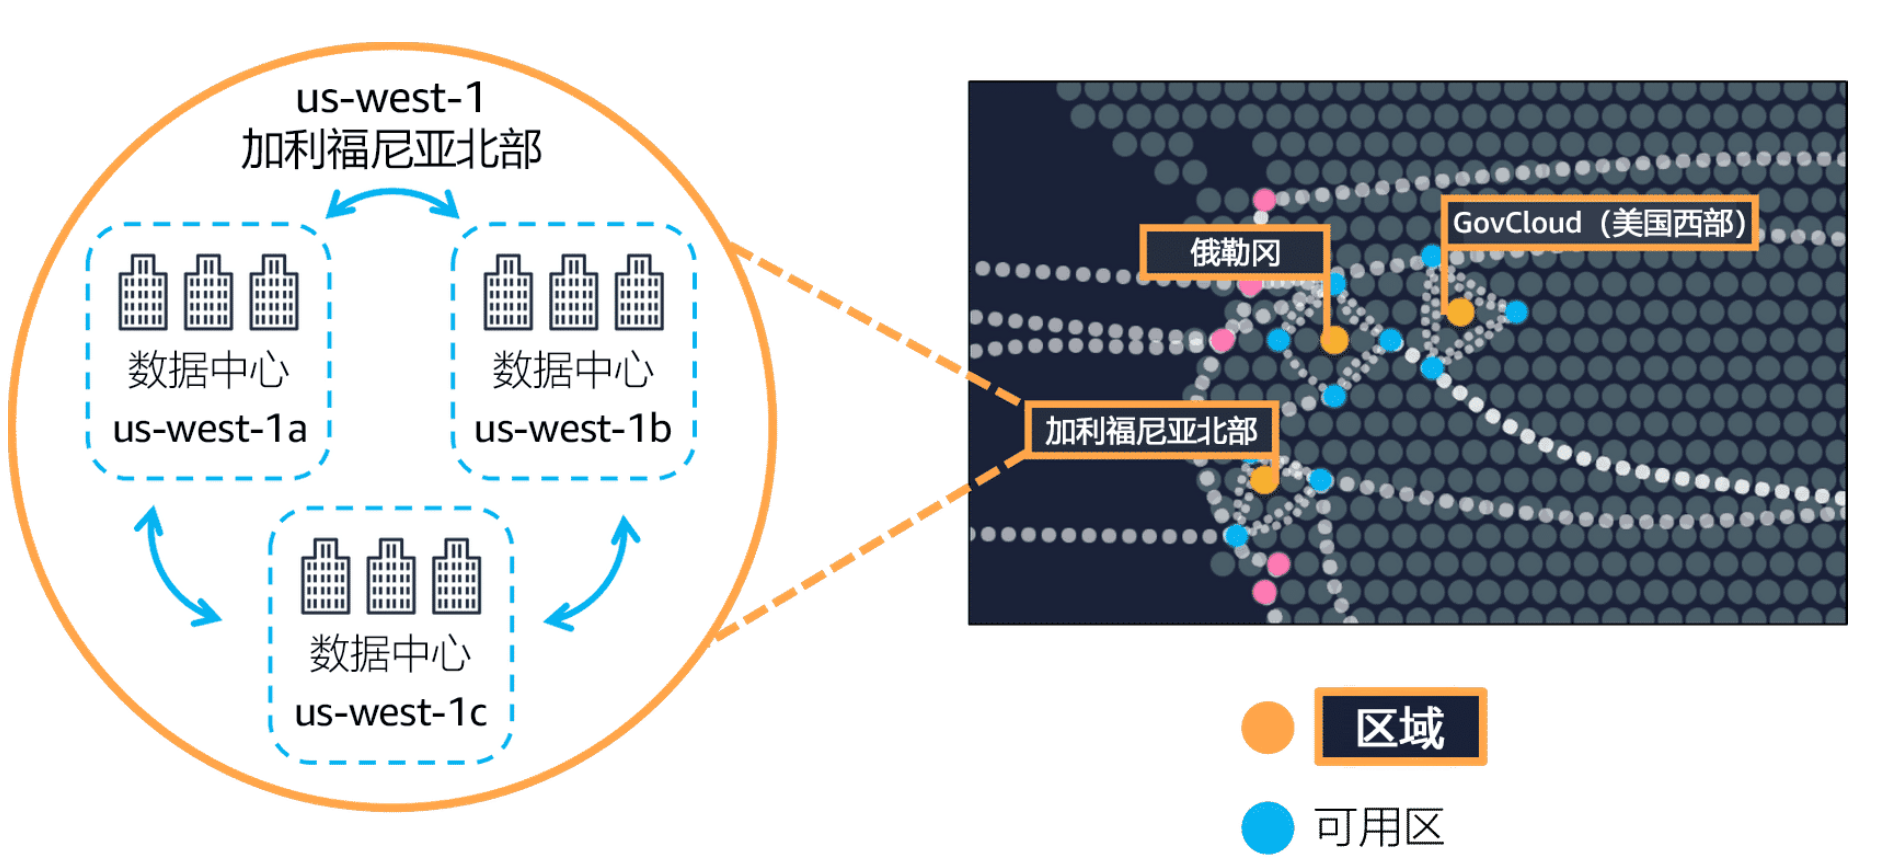 us-west-1
加利福尼亚北部
数据中心
us-west-1a
数据中心
us-west-1b
数据中心
us-west-1c
俄勒冈
GovCloud（美国西部）
加利福尼亚北部
区域
可用区